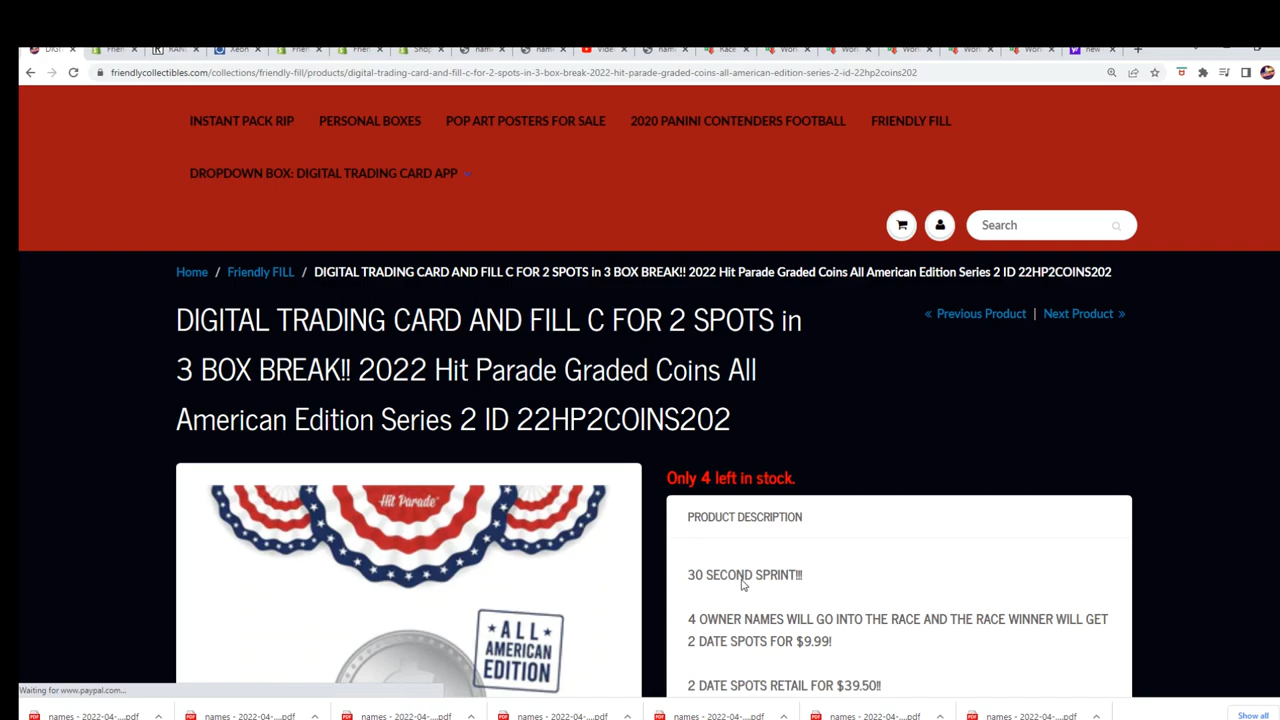 friendlycollectibles.com/collections/friendly-fill/products/digital-trading-card-and-fill-c-for-2-spots-in-3-box-break-2022-hit-parade-graded-coins-all-american-edition-series-2-id-22hp2coins202
INSTANT PACK RIP PERSONAL BOXES POP ART POSTERS FOR SALE 2020 PANINI CONTENDERS FOOTBALL FRIENDLY FILL
DROPDOWN BOX: DIGITAL TRADING CARD APP
Search
Home / Friendly FILL / DIGITAL TRADING CARD AND FILL C FOR 2 SPOTS in 3 BOX BREAK!! 2022 Hit Parade Graded Coins All American Edition Series 2 ID 22HP2COINS202
DIGITAL TRADING CARD AND FILL C FOR 2 SPOTS in
3 BOX BREAK!! 2022 Hit Parade Graded Coins All
American Edition Series 2 ID 22HP2COINS202
« Previous Product | Next Product »
Hit Parade
ALL
AMERICAN
EDITION
Only 4 left in stock.
PRODUCT DESCRIPTION
30 SECOND SPRINT!!!
4 OWNER NAMES WILL GO INTO THE RACE AND THE RACE WINNER WILL GET
2 DATE SPOTS FOR $9.99!
2 DATE SPOTS RETAIL FOR $39.50!!
Waiting for www.paypal.com...
names - 2022-04-....pdf names - 2022-04-....pdf names - 2022-04-....pdf names - 2022-04-....pdf names - 2022-04-....pdf names - 2022-04-....pdf names - 2022-04-....pdf Show all